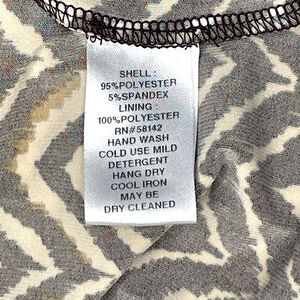 SHELL :
95%POLYESTER
5%SPANDEX
LINING :
100%POLYESTER
RN#58142
HAND WASH
COLD USE MILD
DETERGENT
HANG DRY
COOL IRON
MAY BE
DRY CLEANED